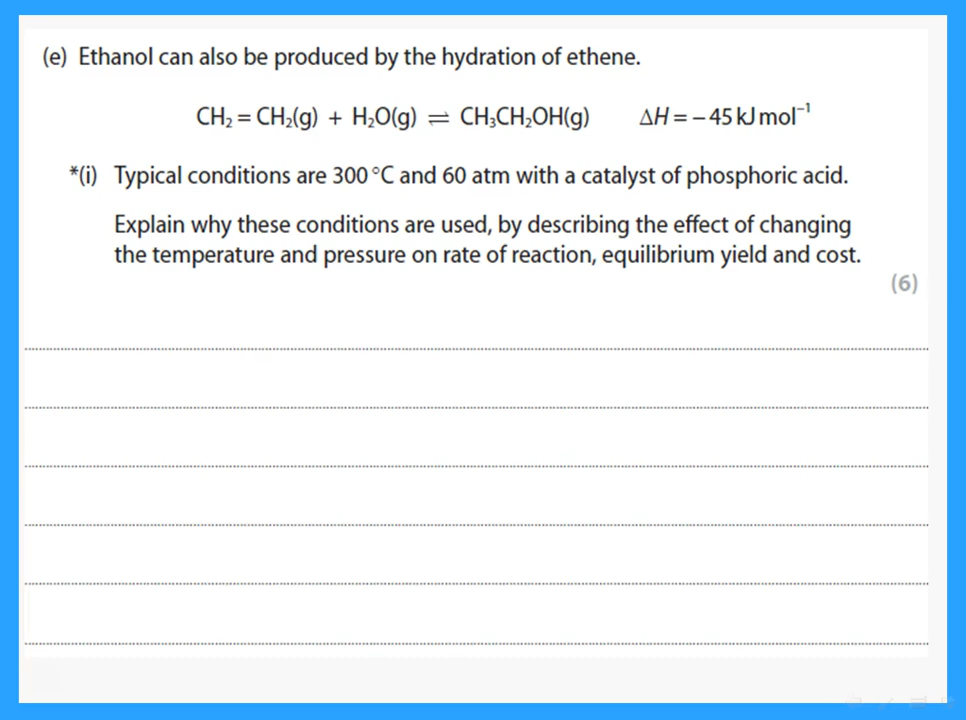 (e) Ethanol can also be produced by the hydration of ethene.
CH₂ = CH₂(g) + H₂O(g) ⇌ CH₃CH₂OH(g) ΔH = – 45 kJ mol⁻¹
*(i) Typical conditions are 300 °C and 60 atm with a catalyst of phosphoric acid.
Explain why these conditions are used, by describing the effect of changing
the temperature and pressure on rate of reaction, equilibrium yield and cost.
(6)